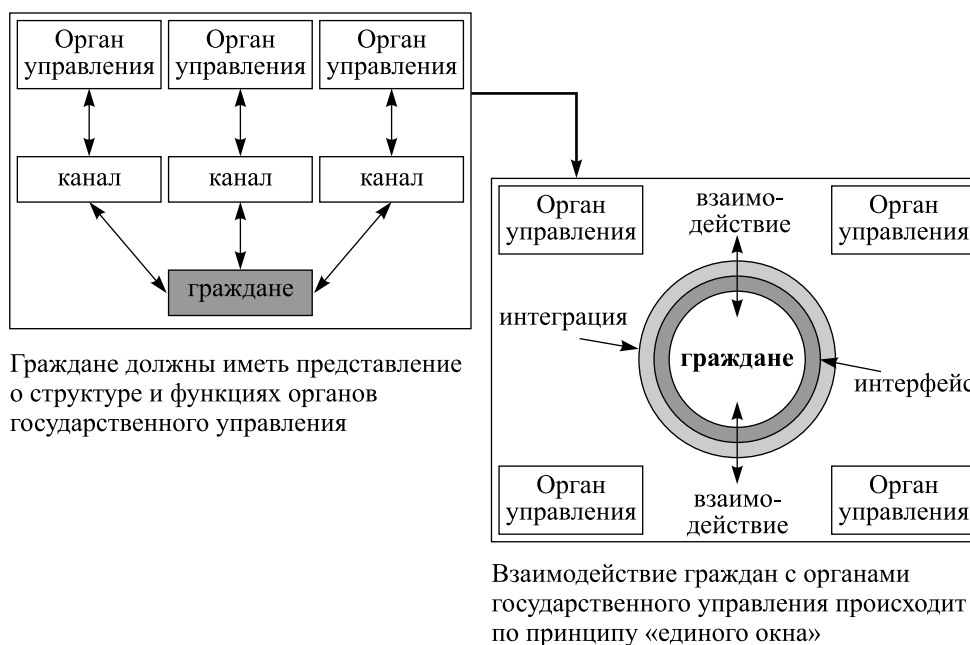 Орган
управления
Орган
управления
Орган
управления
канал
канал
канал
граждане
Граждане должны иметь представление
о структуре и функциях органов
государственного управления
Орган
управления
взаимо-
действие
Орган
управления
интеграция
граждане
интерфейс
Орган
управления
взаимо-
действие
Орган
управления
Взаимодействие граждан с органами
государственного управления происходит
по принципу «единого окна»